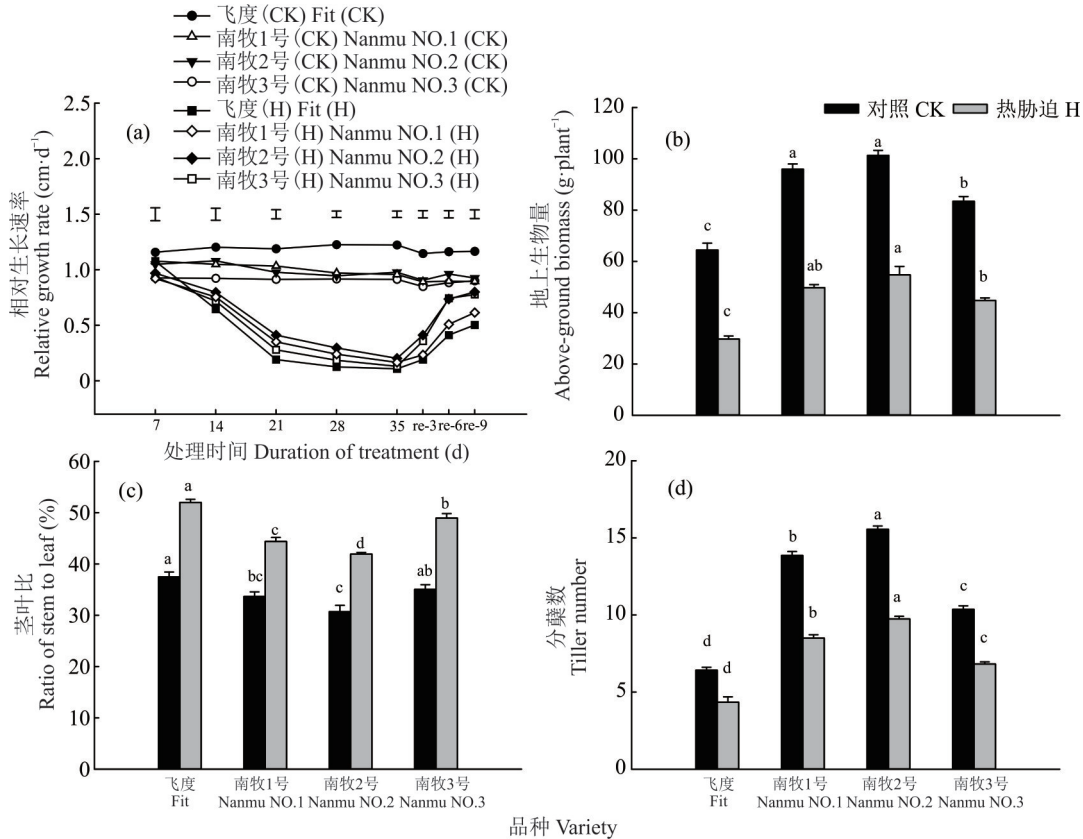 飞度(CK) Fit (CK)
南牧1号(CK) Nanmu NO.1 (CK)
南牧2号(CK) Nanmu NO.2 (CK)
南牧3号(CK) Nanmu NO.3 (CK)
飞度(H) Fit (H)
南牧1号(H) Nanmu NO.1 (H)
南牧2号(H) Nanmu NO.2 (H)
南牧3号(H) Nanmu NO.3 (H)
(a)
相对生长速率
Relative growth rate (cm·d⁻¹)
2.5
2.0
1.5
1.0
0.5
0
7 14 21 28 35 re-3 re-6 re-9
处理时间 Duration of treatment (d)
对照 CK 热胁迫 H
(b)
地上生物量
Above-ground biomass (g·plant⁻¹)
120
100
80
60
40
20
0
c c a ab a a b b
(c)
茎叶比
Ratio of stem to leaf (%)
60
50
40
30
20
10
0
a a bc c c d ab b
飞度 南牧1号 南牧2号 南牧3号
Fit Nanmu NO.1 Nanmu NO.2 Nanmu NO.3
(d)
分蘖数
Tiller number
20
15
10
5
0
d d b b a a c c
飞度 南牧1号 南牧2号 南牧3号
Fit Nanmu NO.1 Nanmu NO.2 Nanmu NO.3
品种 Variety